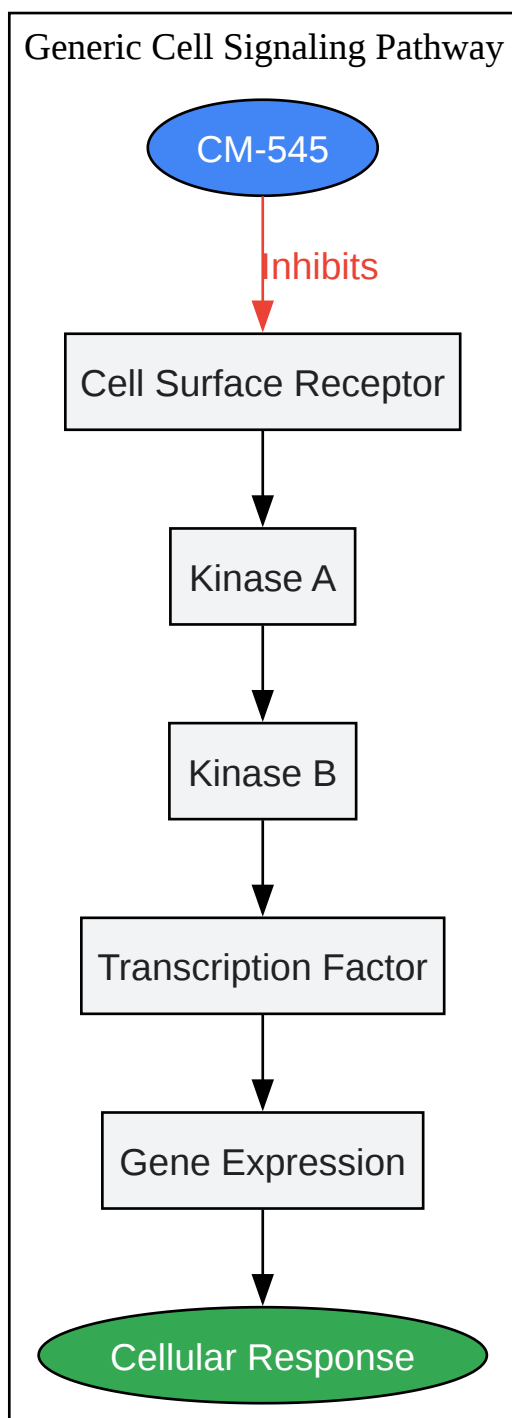 Generic Cell Signaling Pathway
CM-545
Inhibits
Cell Surface Receptor
Kinase A
Kinase B
Transcription Factor
Gene Expression
Cellular Response